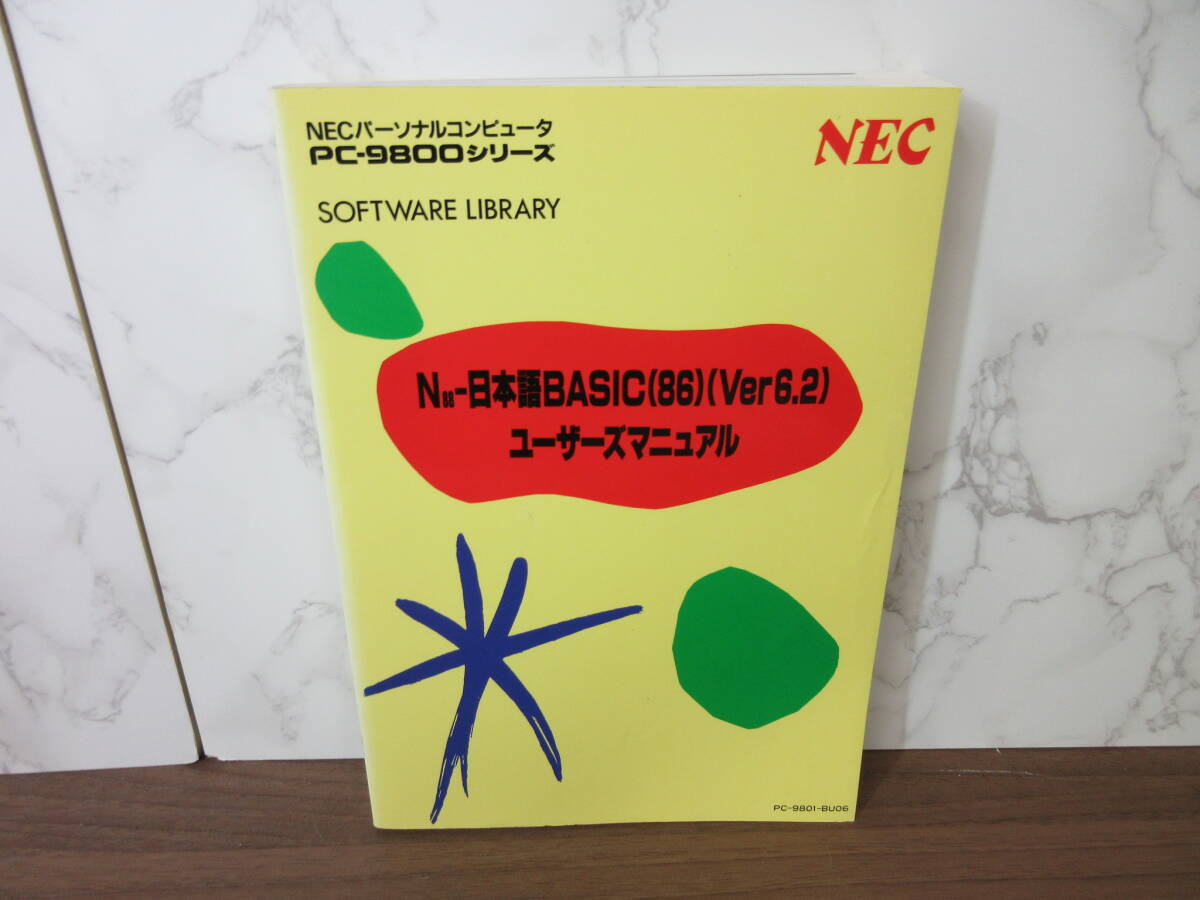 NECパーソナルコンピュータ
PC-9800シリーズ
NEC
SOFTWARE LIBRARY
N88-日本語BASIC(86)(Ver6.2)
ユーザーズマニュアル
PC-9801-BU06